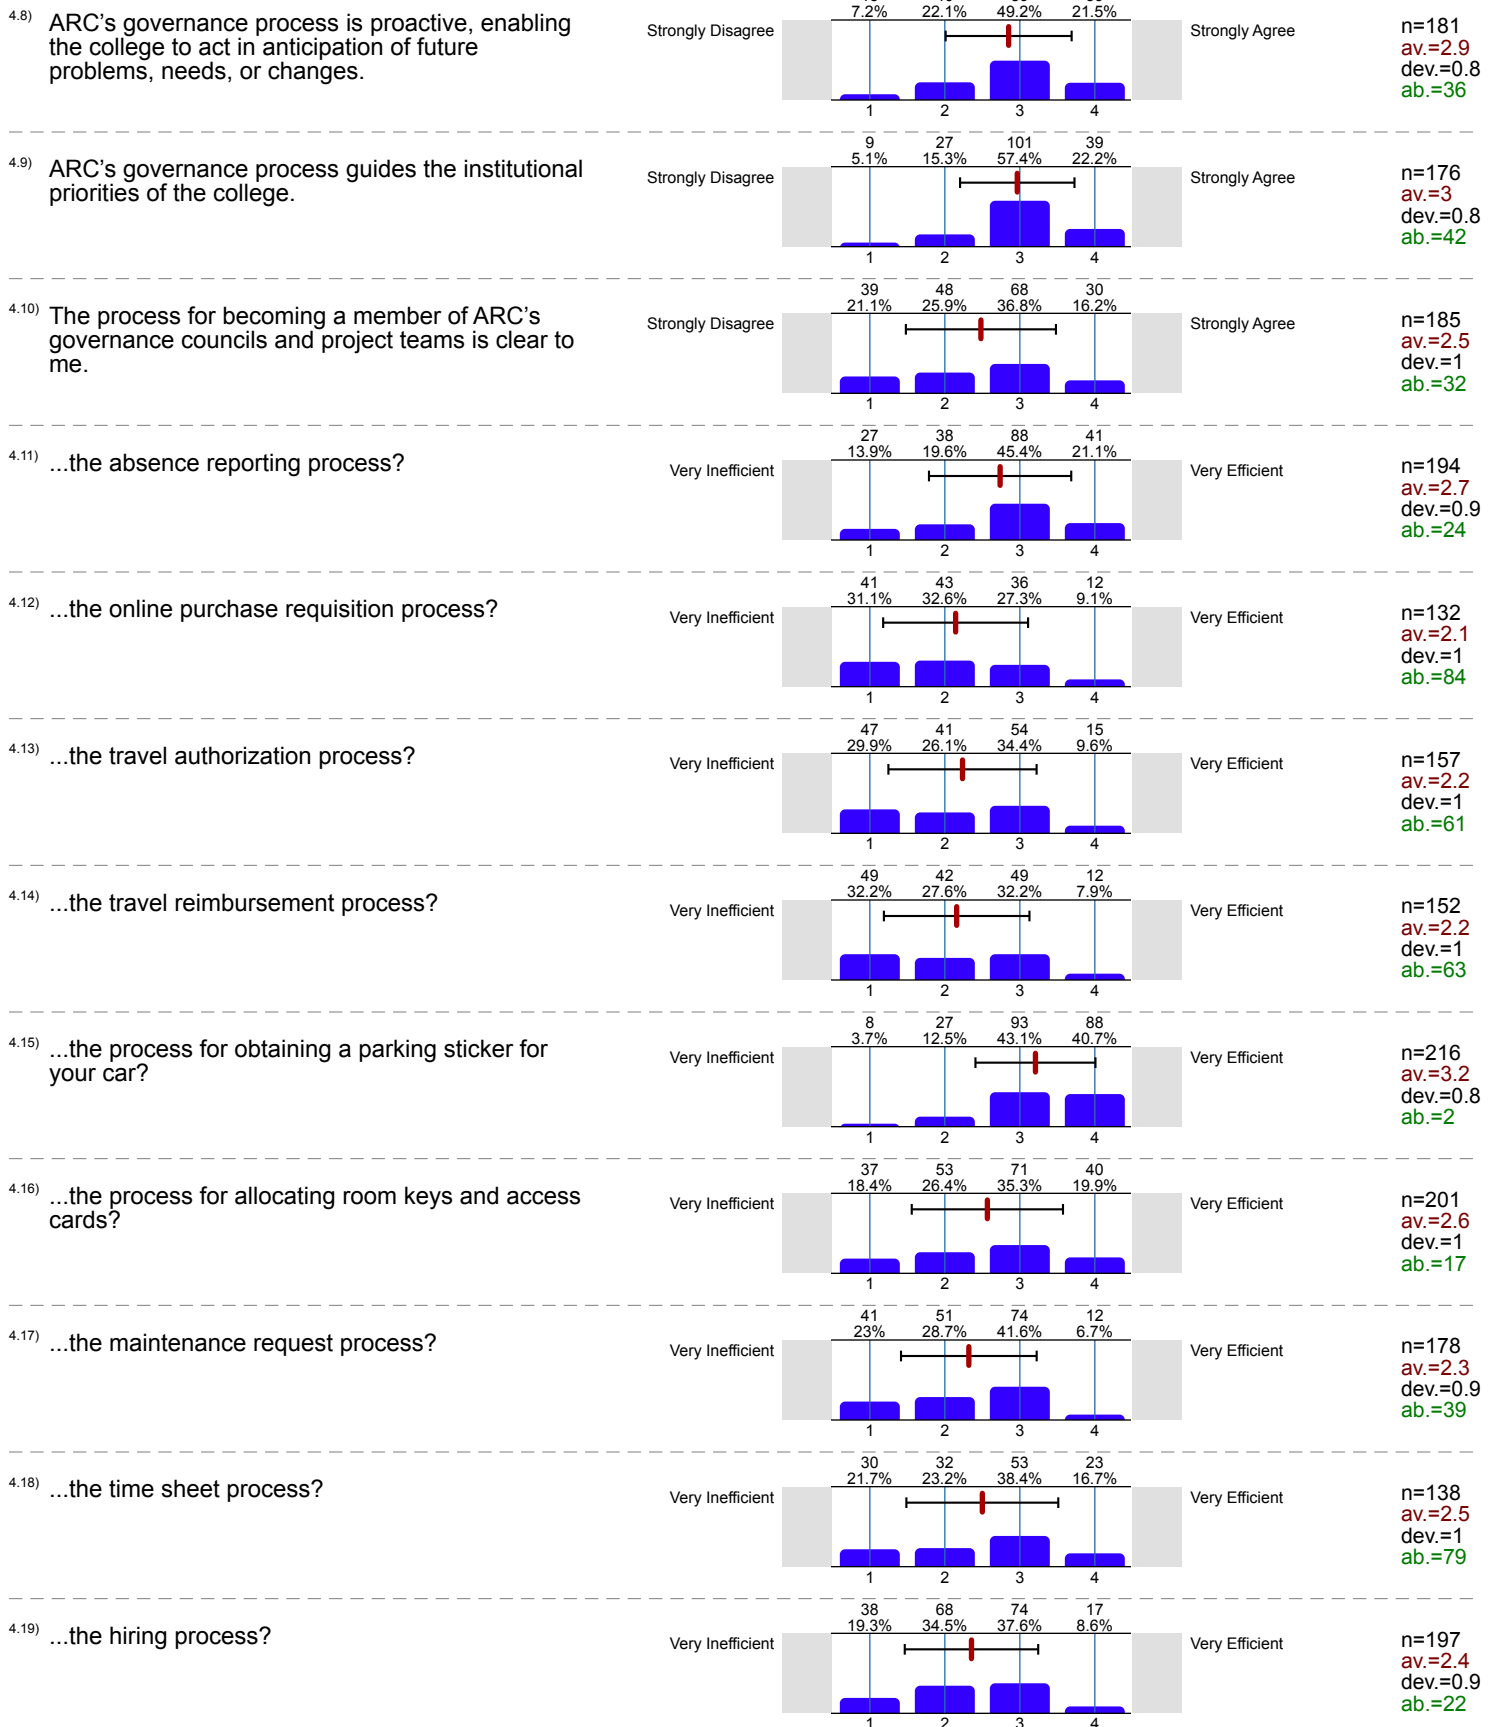 7.2% 22.1% 49.2% 21.5%
4.8) ARC’s governance process is proactive, enabling
the college to act in anticipation of future
problems, needs, or changes.
Strongly Disagree
Strongly Agree
n=181
av.=2.9
dev.=0.8
ab.=36
1 2 3 4
9 27 101 39
5.1% 15.3% 57.4% 22.2%
4.9) ARC’s governance process guides the institutional
priorities of the college.
Strongly Disagree
Strongly Agree
n=176
av.=3
dev.=0.8
ab.=42
1 2 3 4
39 48 68 30
21.1% 25.9% 36.8% 16.2%
4.10) The process for becoming a member of ARC’s
governance councils and project teams is clear to
me.
Strongly Disagree
Strongly Agree
n=185
av.=2.5
dev.=1
ab.=32
1 2 3 4
27 38 88 41
13.9% 19.6% 45.4% 21.1%
4.11) ...the absence reporting process?
Very Inefficient
Very Efficient
n=194
av.=2.7
dev.=0.9
ab.=24
1 2 3 4
41 43 36 12
31.1% 32.6% 27.3% 9.1%
4.12) ...the online purchase requisition process?
Very Inefficient
Very Efficient
n=132
av.=2.1
dev.=1
ab.=84
1 2 3 4
47 41 54 15
29.9% 26.1% 34.4% 9.6%
4.13) ...the travel authorization process?
Very Inefficient
Very Efficient
n=157
av.=2.2
dev.=1
ab.=61
1 2 3 4
49 42 49 12
32.2% 27.6% 32.2% 7.9%
4.14) ...the travel reimbursement process?
Very Inefficient
Very Efficient
n=152
av.=2.2
dev.=1
ab.=63
1 2 3 4
8 27 93 88
3.7% 12.5% 43.1% 40.7%
4.15) ...the process for obtaining a parking sticker for
your car?
Very Inefficient
Very Efficient
n=216
av.=3.2
dev.=0.8
ab.=2
1 2 3 4
37 53 71 40
18.4% 26.4% 35.3% 19.9%
4.16) ...the process for allocating room keys and access
cards?
Very Inefficient
Very Efficient
n=201
av.=2.6
dev.=1
ab.=17
1 2 3 4
41 51 74 12
23% 28.7% 41.6% 6.7%
4.17) ...the maintenance request process?
Very Inefficient
Very Efficient
n=178
av.=2.3
dev.=0.9
ab.=39
1 2 3 4
30 32 53 23
21.7% 23.2% 38.4% 16.7%
4.18) ...the time sheet process?
Very Inefficient
Very Efficient
n=138
av.=2.5
dev.=1
ab.=79
1 2 3 4
38 68 74 17
19.3% 34.5% 37.6% 8.6%
4.19) ...the hiring process?
Very Inefficient
Very Efficient
n=197
av.=2.4
dev.=0.9
ab.=22
1 2 3 4